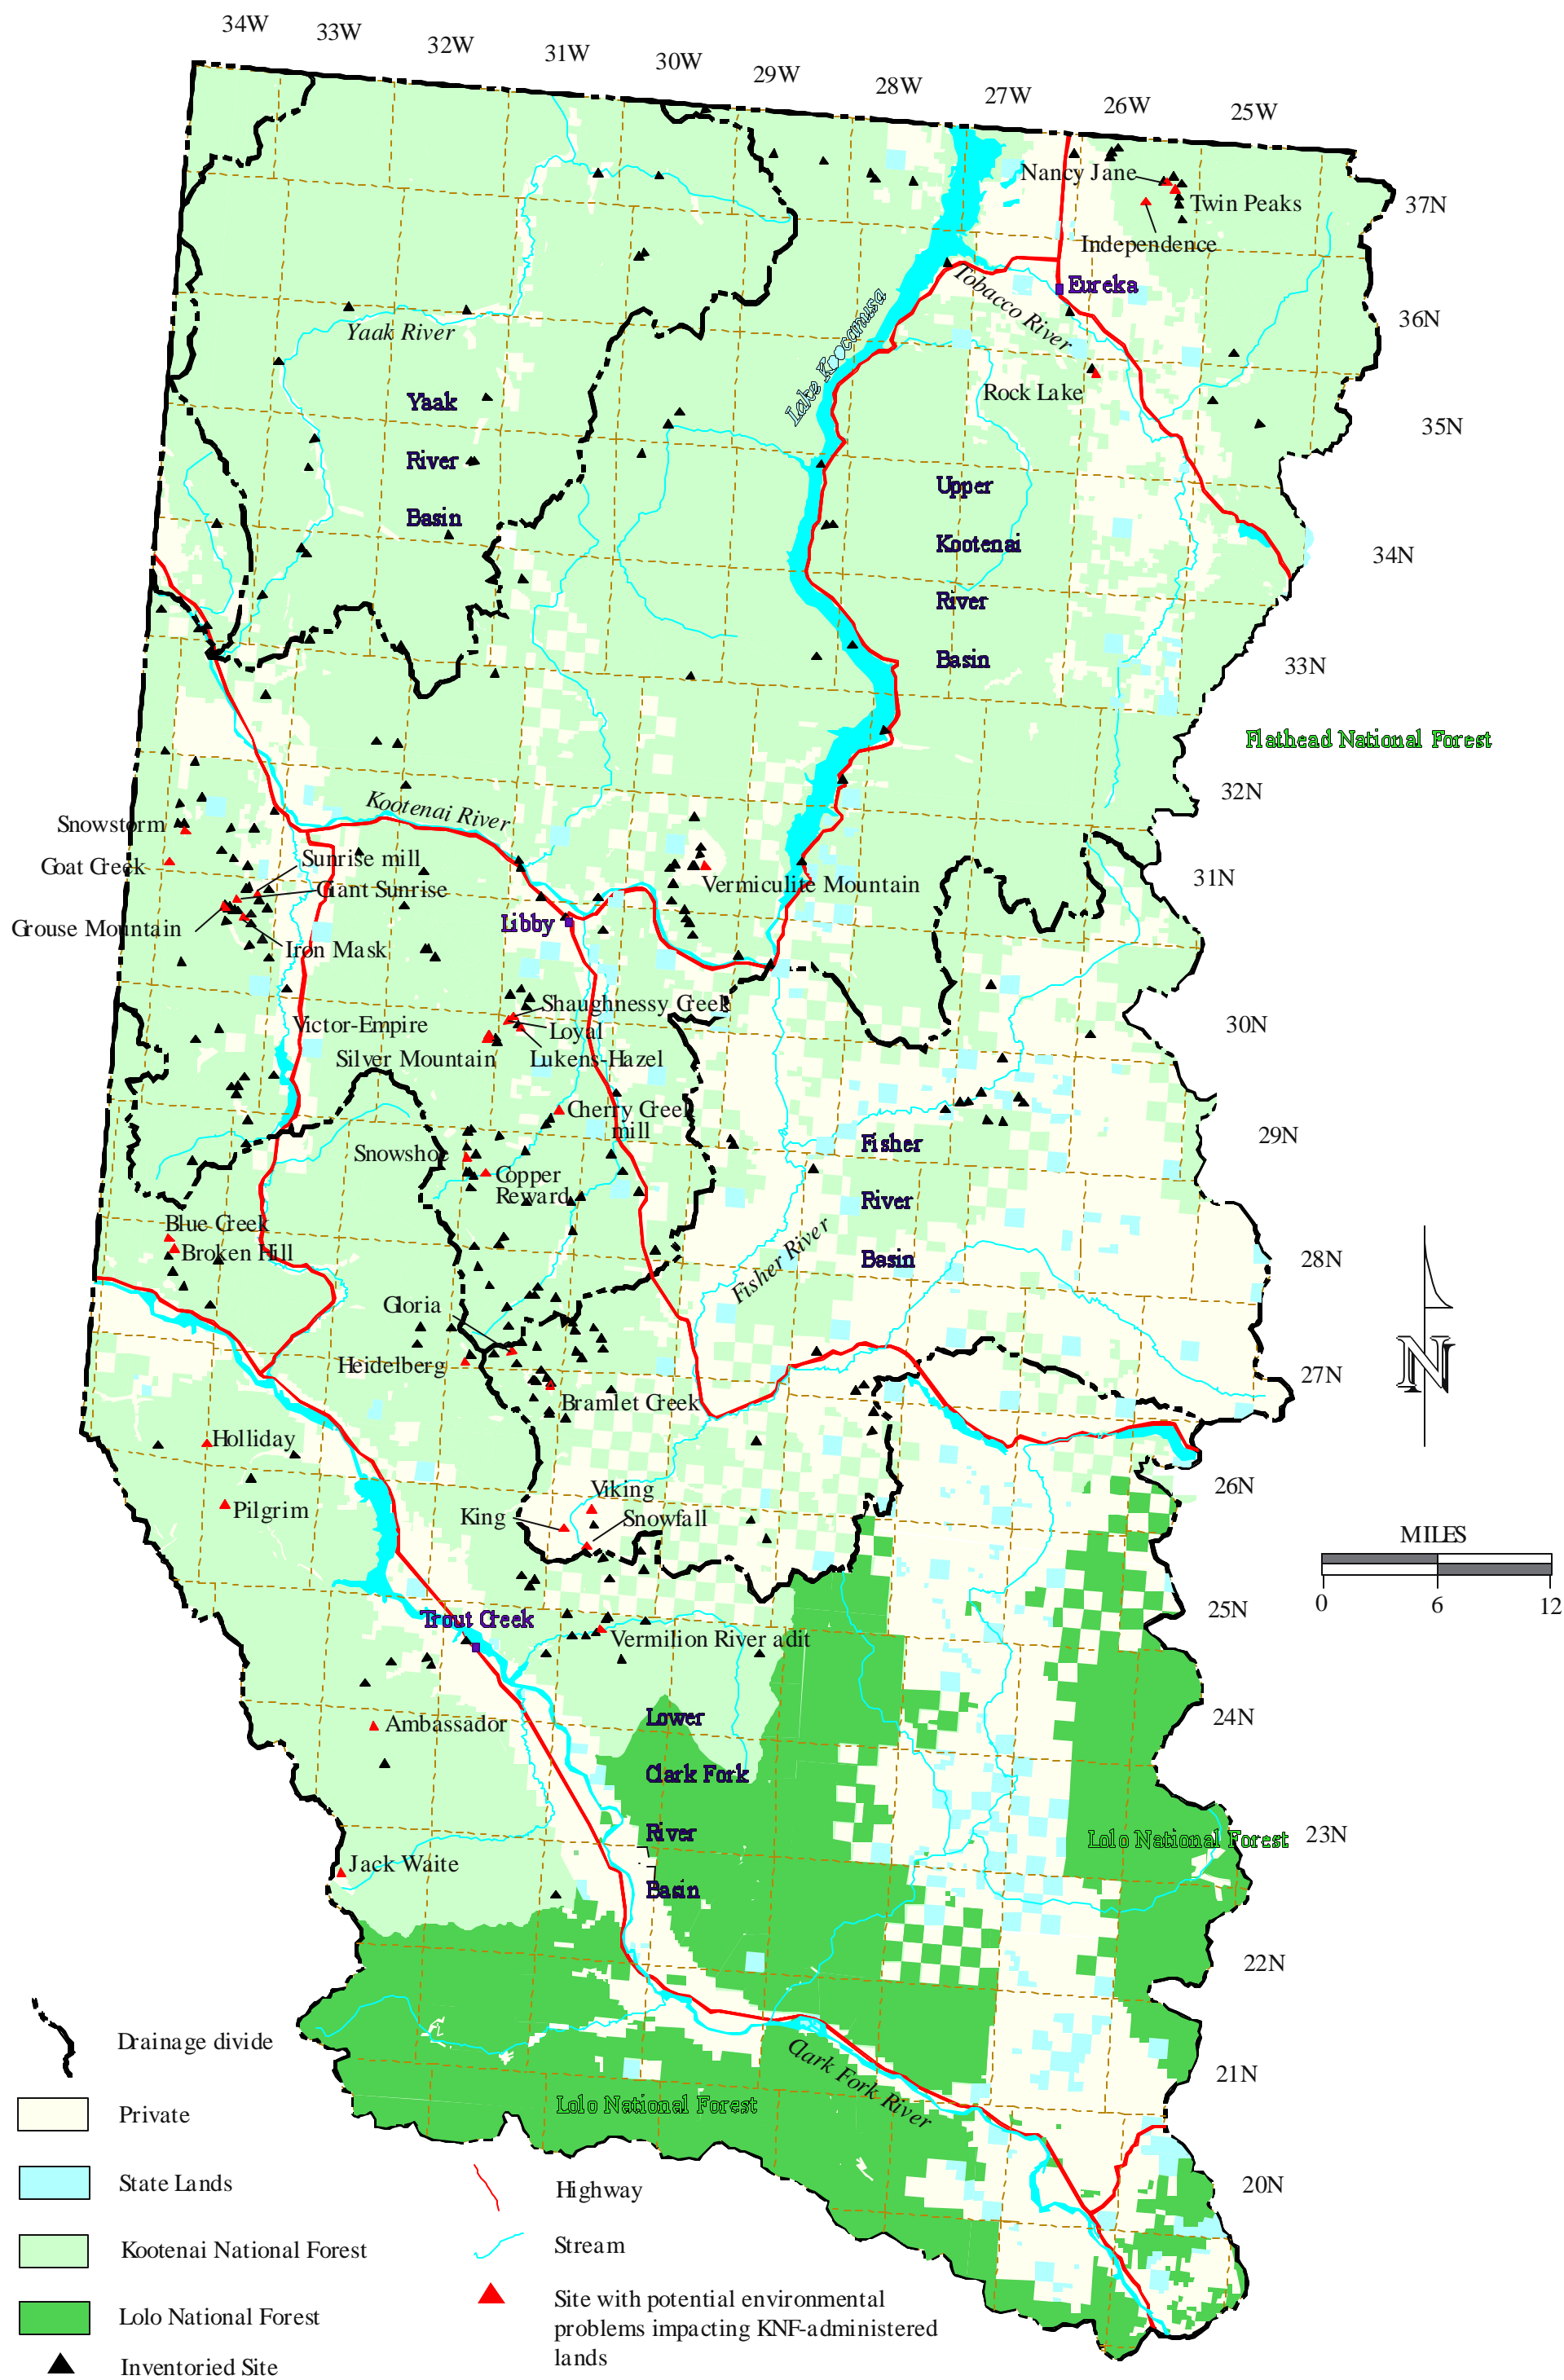 34W
33W
32W
31W
30W
29W
28W
27W
26W
25W
Nancy Jane
37N
Twin Peaks
Independence
Eureka
Tobacco River
36N
Yaak River
Lake Koocanusa
Rock Lake
Yaak
River
Basin
35N
Upper
Kootenai
River
Basin
34N
33N
Flathead National Forest
32N
Kootenai River
Snowstorm
Goat Creek
Sunrise mill
Giant Sunrise
Vermiculite Mountain
31N
Grouse Mountain
Libby
Iron Mask
Shaughnessy Creek
Victor-Empire
Loyal
30N
Silver Mountain
Lukens-Hazel
Cherry Creek
mill
29N
Fisher
River
Basin
Snowshoe
Copper
Reward
Blue Creek
Broken Hill
Fisher River
28N
Gloria
Heidelberg
27N
Bramlet Creek
N
Holliday
Pilgrim
26N
Viking
King
Snowfall
MILES
0
6
12
25N
Trout Creek
Vermilion River adit
Lower
Clark Fork
River
Basin
24N
Ambassador
23N
Lolo National Forest
Jack Waite
22N
Clark Fork River
21N
Lolo National Forest
20N
Drainage divide
Private
State Lands
Kootenai National Forest
Lolo National Forest
Inventoried Site
Highway
Stream
Site with potential environmental
problems impacting KNF-administered
lands